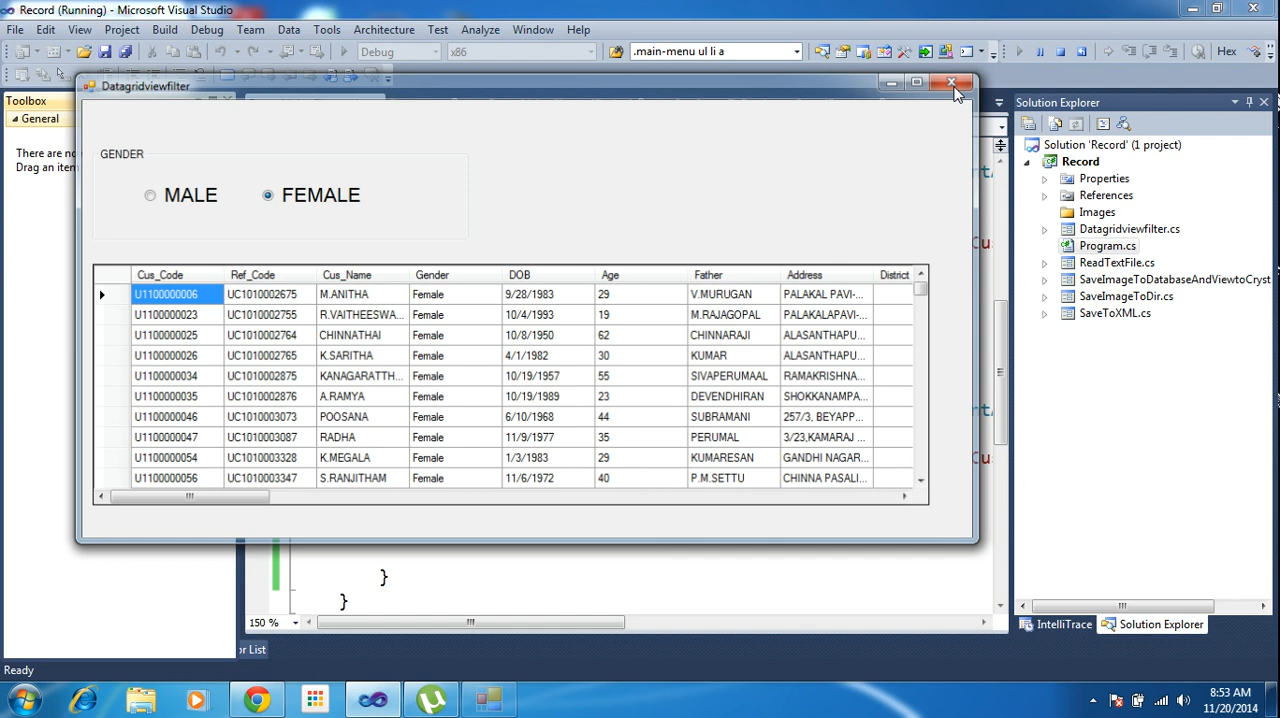 Record (Running) - Microsoft Visual Studio
File Edit View Project Build Debug Team Data Tools Architecture Test Analyze Window Help
Debug x86 .main-menu ul li a Hex
Toolbox
General
There are no
Drag an item
Datagridviewfilter
GENDER
MALE FEMALE
Cus_Code Ref_Code Cus_Name Gender DOB Age Father Address District
U1100000006 UC1010002675 M.ANITHA Female 9/28/1983 29 V.MURUGAN PALAKAL PAVI-...
U1100000023 UC1010002755 R.VAITHEESWA... Female 10/4/1993 19 M.RAJAGOPAL PALAKALAPAVI-...
U1100000025 UC1010002764 CHINNATHAI Female 10/8/1950 62 CHINNARAJI ALASANTHAPU...
U1100000026 UC1010002765 K.SARITHA Female 4/1/1982 30 KUMAR ALASANTHAPU...
U1100000034 UC1010002875 KANAGARATTH... Female 10/19/1957 55 SIVAPERUMAAL RAMAKRISHNA...
U1100000035 UC1010002876 A.RAMYA Female 10/19/1989 23 DEVENDHIRAN SHOKKANAMPA...
U1100000046 UC1010003073 POOSANA Female 6/10/1968 44 SUBRAMANI 257/3, BEYAPP...
U1100000047 UC1010003087 RADHA Female 11/9/1977 35 PERUMAL 3/23,KAMARAJ ...
U1100000054 UC1010003328 K.MEGALA Female 1/3/1983 29 KUMARESAN GANDHI NAGAR...
U1100000056 UC1010003347 S.RANJITHAM Female 11/6/1972 40 P.M.SETTU CHINNA PASALI...
}
}
150 %
or List
Solution Explorer
Solution 'Record' (1 project)
Record
Properties
References
Images
Datagridviewfilter.cs
Program.cs
ReadTextFile.cs
SaveImageToDatabaseAndViewtoCryst
SaveImageToDir.cs
SaveToXML.cs
IntelliTrace Solution Explorer
Ready
8:53 AM
11/20/2014